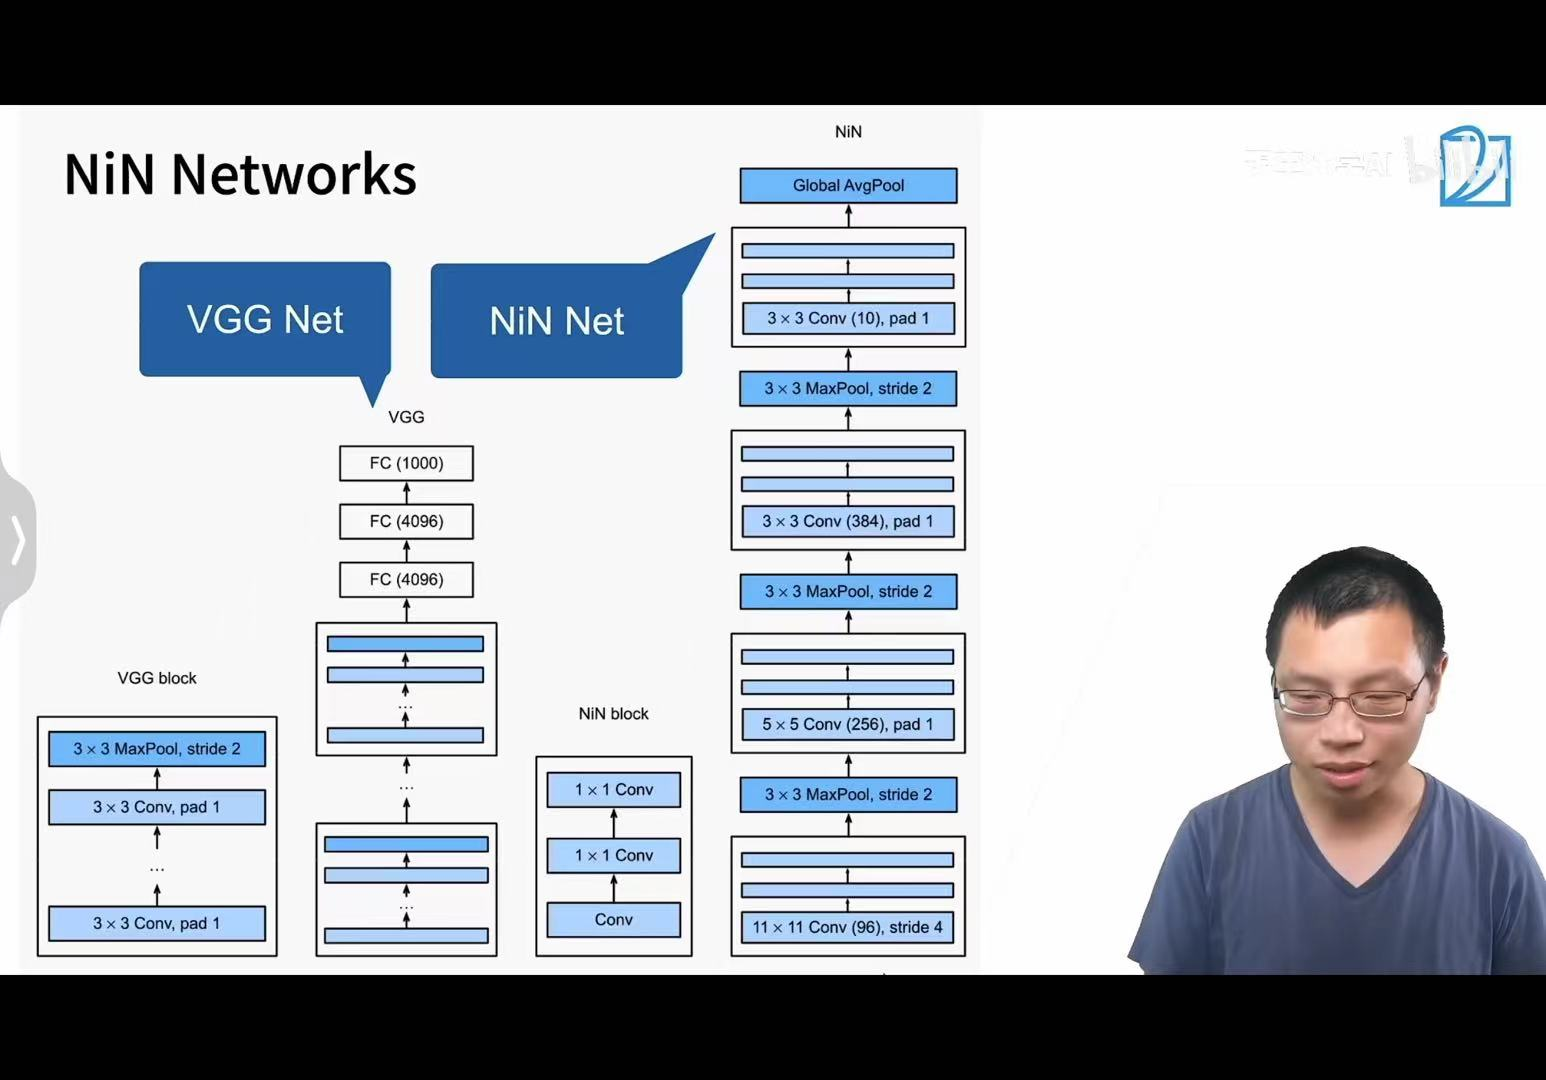 NiN Networks
VGG Net
NiN Net
VGG block
3 × 3 MaxPool, stride 2
3 × 3 Conv, pad 1
...
3 × 3 Conv, pad 1
VGG
FC (1000)
FC (4096)
FC (4096)
...
...
...
NiN block
1 × 1 Conv
1 × 1 Conv
Conv
NiN
Global AvgPool
3 × 3 Conv (10), pad 1
3 × 3 MaxPool, stride 2
3 × 3 Conv (384), pad 1
3 × 3 MaxPool, stride 2
5 × 5 Conv (256), pad 1
3 × 3 MaxPool, stride 2
11 × 11 Conv (96), stride 4